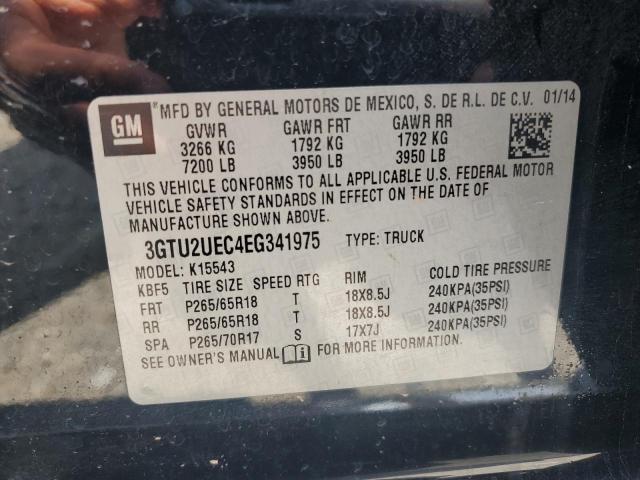 GM
*MFD BY GENERAL MOTORS DE MEXICO, S. DE R.L. DE C.V. 01/14
GVWR GAWR FRT GAWR RR
3266 KG 1792 KG 1792 KG
7200 LB 3950 LB 3950 LB
THIS VEHICLE CONFORMS TO ALL APPLICABLE U.S. FEDERAL MOTOR
VEHICLE SAFETY STANDARDS IN EFFECT ON THE DATE OF
MANUFACTURE SHOWN ABOVE.
3GTU2UEC4EG341975 TYPE: TRUCK
MODEL: K15543
KBF5 TIRE SIZE SPEED RTG RIM COLD TIRE PRESSURE
FRT P265/65R18 T 18X8.5J 240KPA(35PSI)
RR P265/65R18 T 18X8.5J 240KPA(35PSI)
SPA P265/70R17 S 17X7J 240KPA(35PSI)
SEE OWNER'S MANUAL i FOR MORE INFORMATION.